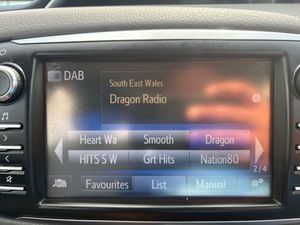 DAB
South East Wales
Dragon Radio
Heart Wa Smooth Dragon
HITS S W Grt Hits Nation80
2/4
Favourites List Manual